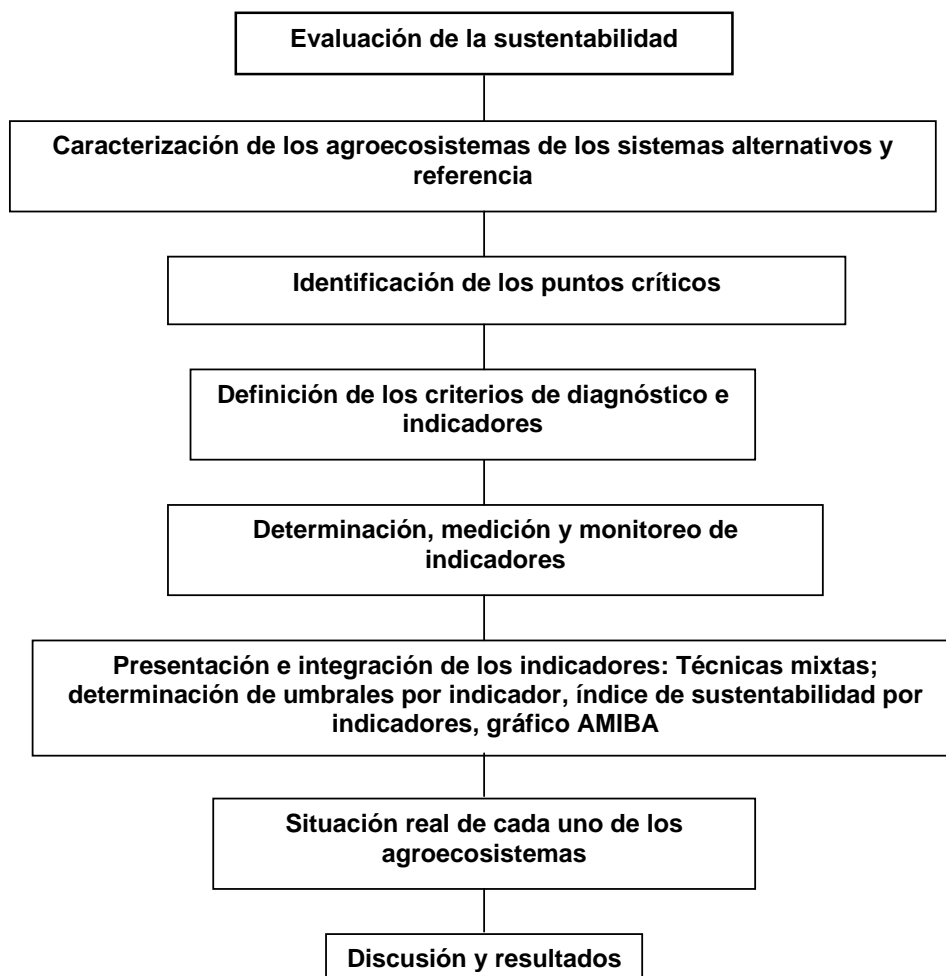 Evaluación de la sustentabilidad
Caracterización de los agroecosistemas de los sistemas alternativos y
referencia
Identificación de los puntos críticos
Definición de los criterios de diagnóstico e
indicadores
Determinación, medición y monitoreo de
indicadores
Presentación e integración de los indicadores: Técnicas mixtas;
determinación de umbrales por indicador, índice de sustentabilidad por
indicadores, gráfico AMIBA
Situación real de cada uno de los
agroecosistemas
Discusión y resultados